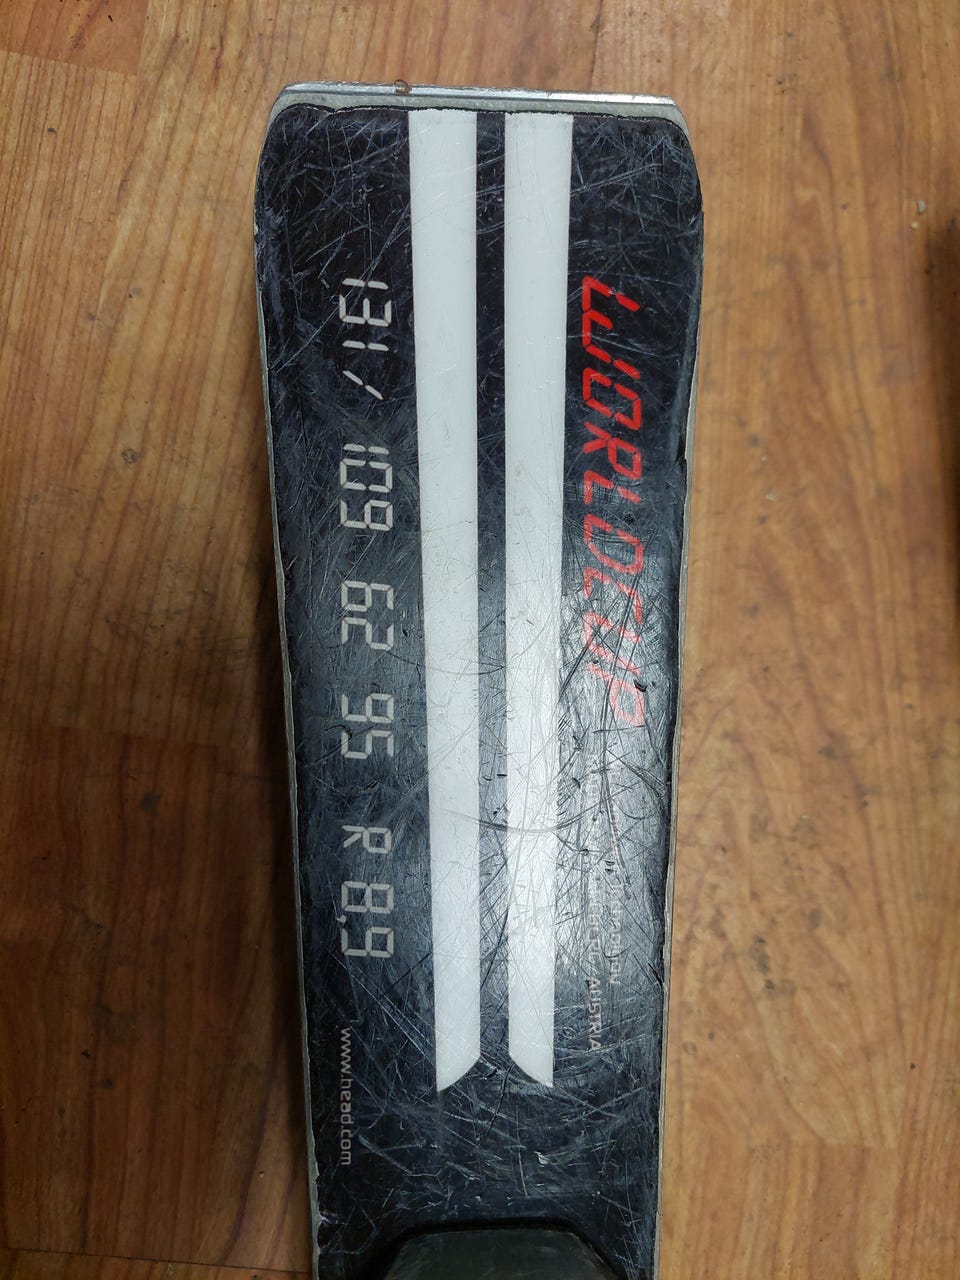 WORLDCUP
AUSTRIA
131/ 109 62 95 R 8,9
www.head.com